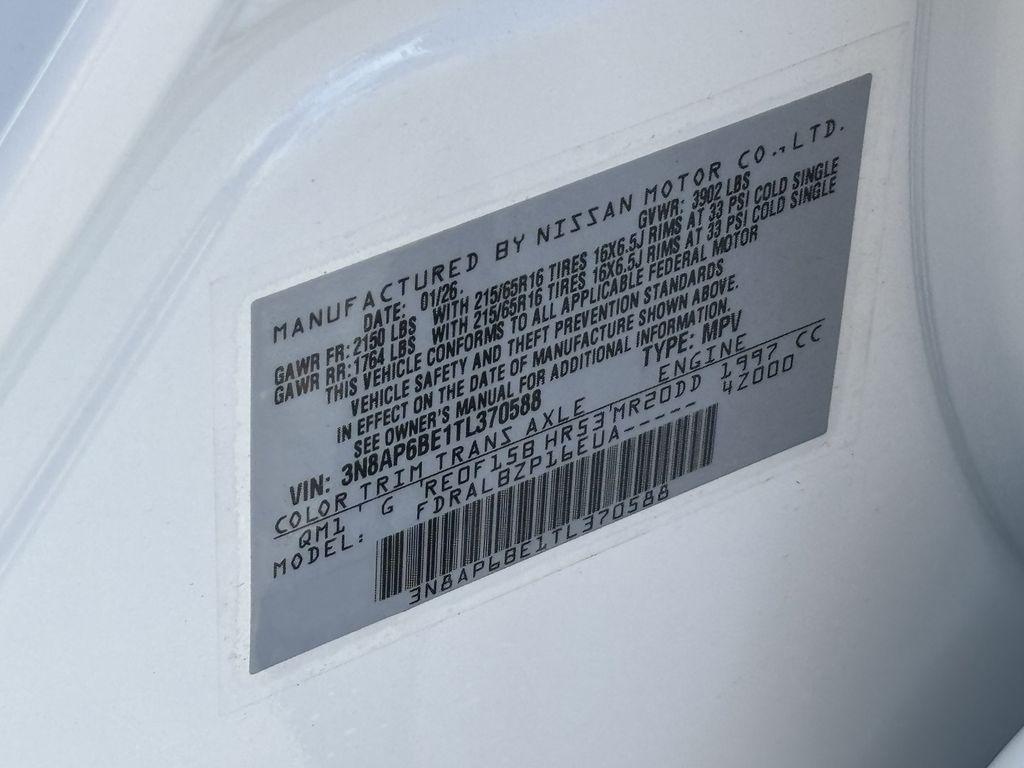 MANUFACTURED BY NISSAN MOTOR CO.,LTD.
DATE: 01/26. GVWR: 3902 LBS
GAWR FR: 2150 LBS WITH 215/65R16 TIRES 16X6.5J RIMS AT 33 PSI COLD SINGLE
GAWR RR: 1764 LBS WITH 215/65R16 TIRES 16X6.5J RIMS AT 33 PSI COLD SINGLE
THIS VEHICLE CONFORMS TO ALL APPLICABLE FEDERAL MOTOR
VEHICLE SAFETY AND THEFT PREVENTION STANDARDS
IN EFFECT ON THE DATE OF MANUFACTURE SHOWN ABOVE.
SEE OWNER'S MANUAL FOR ADDITIONAL INFORMATION.
VIN: 3N8AP6BE1TL370588 TYPE: MPV
COLOR TRIM TRANS AXLE ENGINE
QM1 ' G ' RE0F15B HR53'MR20DD 1997 CC
MODEL: FDRALBZP16EUA---- 4Z000
3N8AP6BE1TL370588